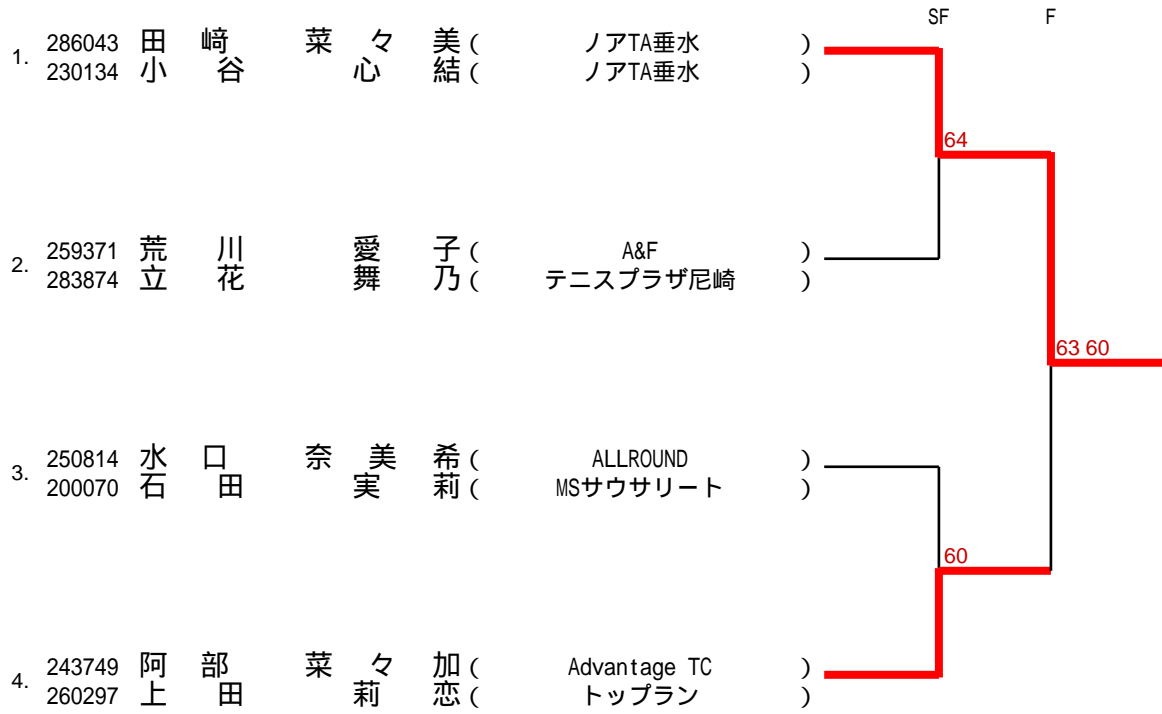 SF F
1. 286043 田﨑 菜々美 ( ノアTA垂水 )
230134 小谷 心結 ( ノアTA垂水 )
64
2. 259371 荒川 愛子 ( A&F )
283874 立花 舞乃 ( テニスプラザ尼崎 )
63 60
3. 250814 水口 奈美希 ( ALLROUND )
200070 石田 実莉 ( MSサウサリート )
60
4. 243749 阿部 菜々加 ( Advantage TC )
260297 上田 莉恋 ( トップラン )